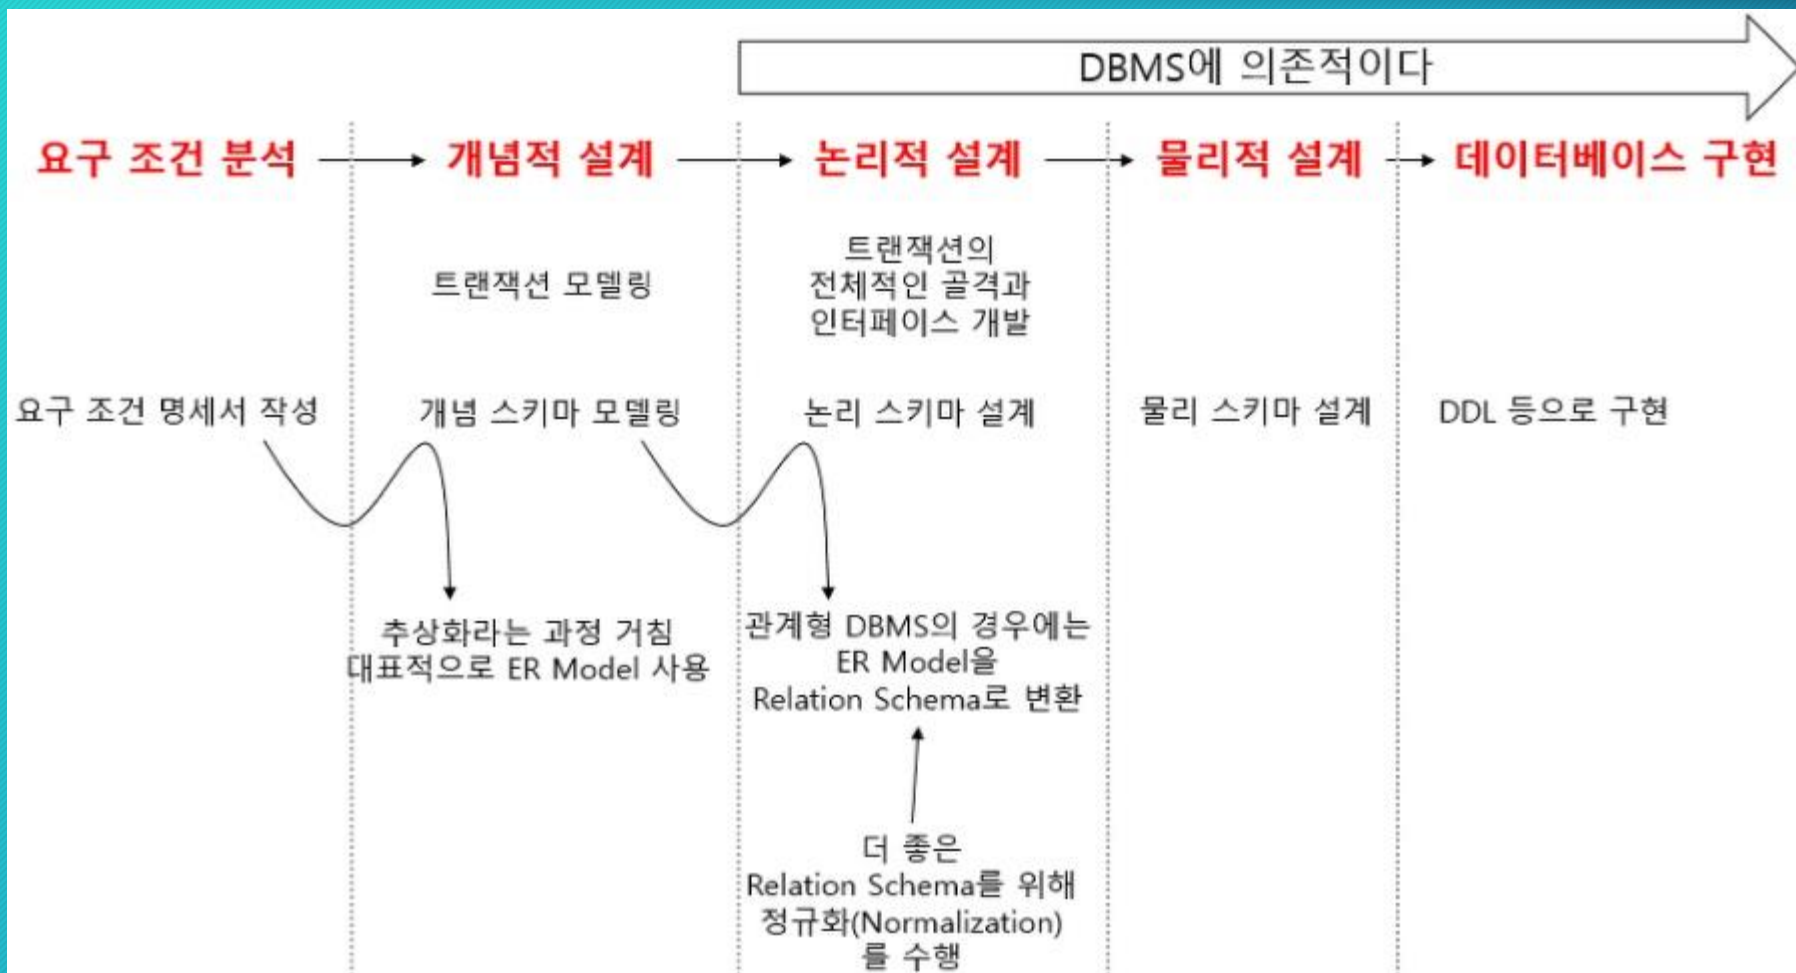 DBMS에 의존적이다
요구 조건 분석
개념적 설계
논리적 설계
물리적 설계
데이터베이스 구현
트랜잭션 모델링
트랜잭션의
전체적인 골격과
인터페이스 개발
요구 조건 명세서 작성
개념 스키마 모델링
논리 스키마 설계
물리 스키마 설계
DDL 등으로 구현
추상화라는 과정 거침
대표적으로 ER Model 사용
관계형 DBMS의 경우에는
ER Model을
Relation Schema로 변환
더 좋은
Relation Schema를 위해
정규화(Normalization)
를 수행